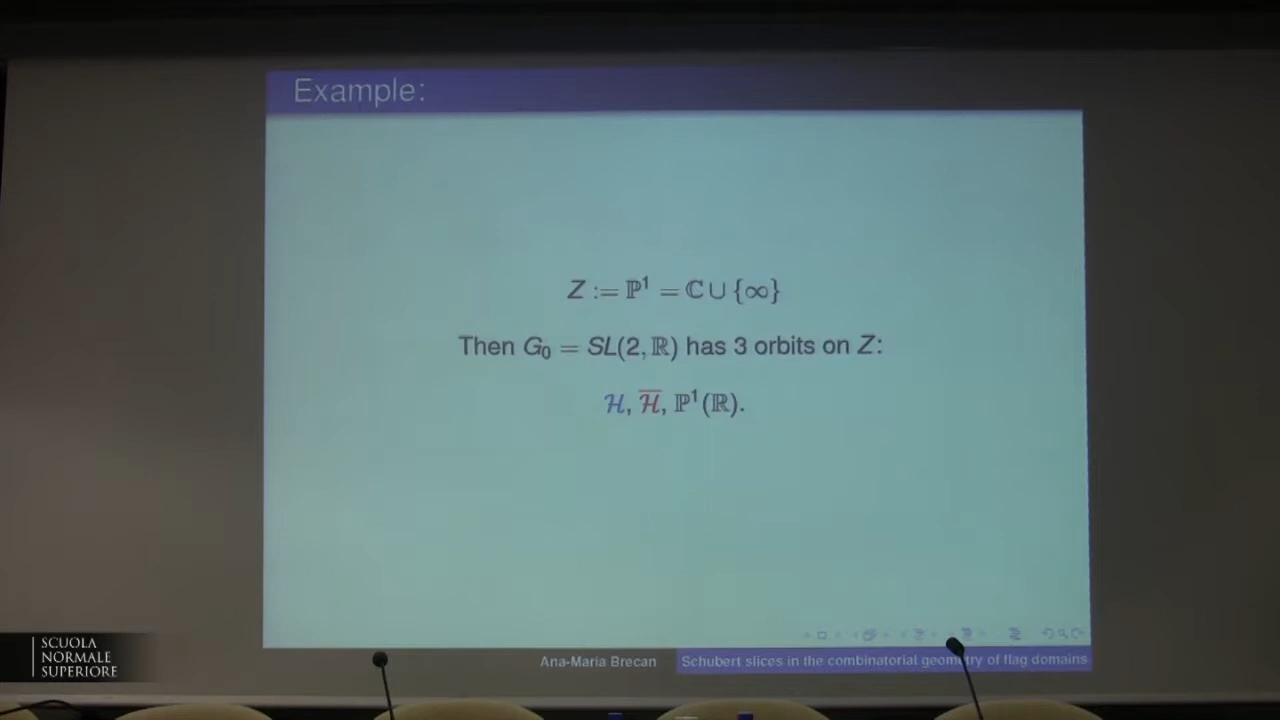 Example:
Z := ℙ¹ = ℂ ∪ {∞}
Then G₀ = SL(2, ℝ) has 3 orbits on Z:
ℋ, ℋ̅, ℙ¹(ℝ).
Ana-Maria Brecan
Schubert slices in the combinatorial geometry of flag domains
SCUOLA
NORMALE
SUPERIORE